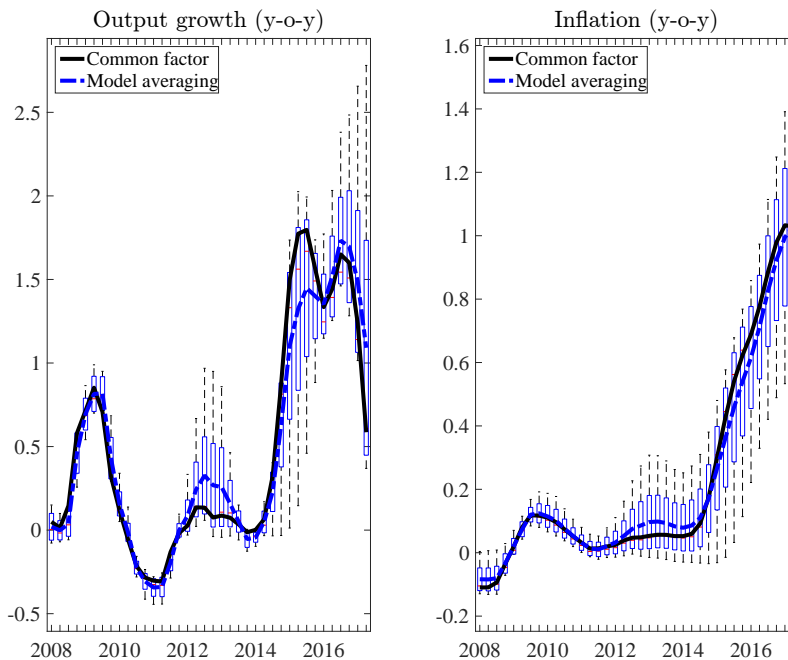 Output growth (y-o-y)
Common factor
Model averaging
2.5
2
1.5
1
0.5
0
-0.5
2008 2010 2012 2014 2016
Inflation (y-o-y)
Common factor
Model averaging
1.6
1.4
1.2
1
0.8
0.6
0.4
0.2
0
-0.2
2008 2010 2012 2014 2016